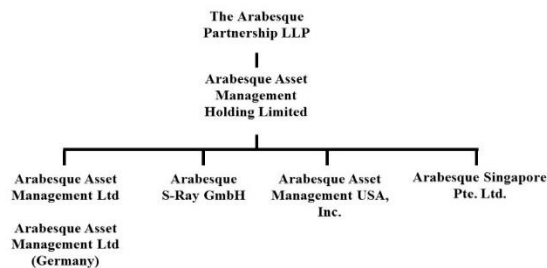 The Arabesque
Partnership LLP
Arabesque Asset
Management
Holding Limited
Arabesque Asset
Management Ltd
Arabesque
S-Ray GmbH
Arabesque Asset
Management USA,
Inc.
Arabesque Singapore
Pte. Ltd.
Arabesque Asset
Management Ltd
(Germany)